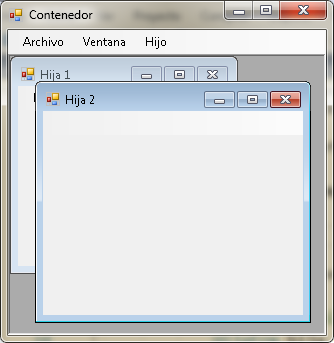 Contenedor
Archivo Ventana Hijo
Hija 1
Hija 2